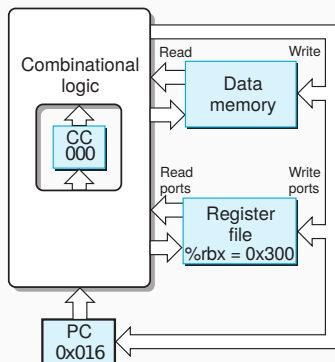 Combinational
logic
CC
000
Read
Write
Data
memory
Read
ports
Write
ports
Register
file
%rbx = 0x300
PC
0x016